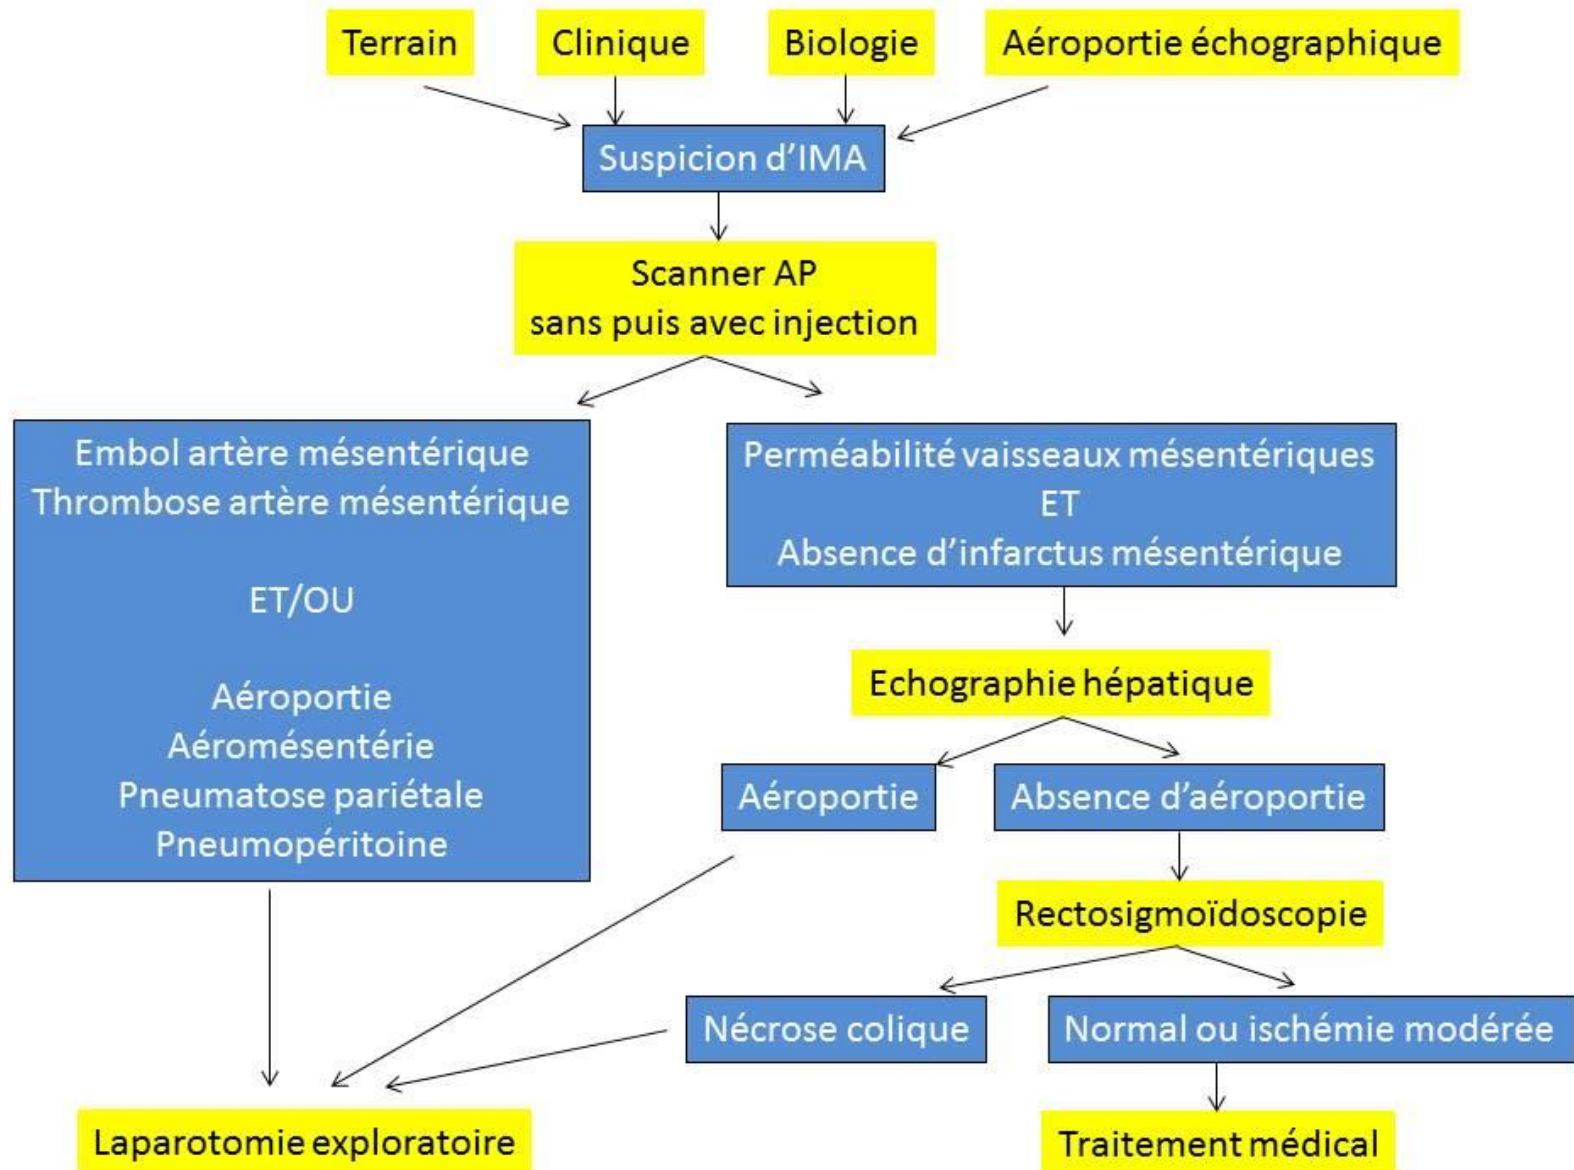 Terrain
Clinique
Biologie
Aéroportie échographique
Suspicion d'IMA
Scanner AP
sans puis avec injection
Embol artère mésentérique
Thrombose artère mésentérique
ET/OU
Aéroportie
Aéromésentérie
Pneumatose pariétale
Pneumopéritoine
Perméabilité vaisseaux mésentériques
ET
Absence d'infarctus mésentérique
Echographie hépatique
Aéroportie
Absence d'aéroportie
Rectosigmoïdoscopie
Nécrose colique
Normal ou ischémie modérée
Laparotomie exploratoire
Traitement médical